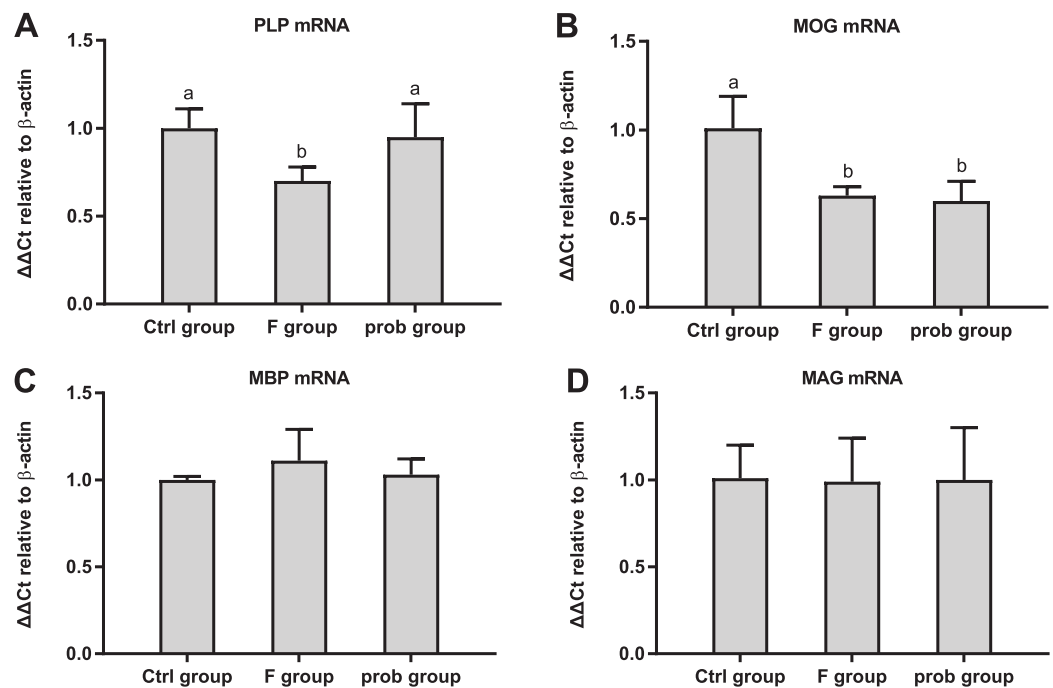 A
PLP mRNA
ΔΔCt relative to β-actin
1.5
1.0
0.5
0.0
a
b
a
Ctrl group
F group
prob group
B
MOG mRNA
ΔΔCt relative to β-actin
1.5
1.0
0.5
0.0
a
b
b
Ctrl group
F group
prob group
C
MBP mRNA
ΔΔCt relative to β-actin
1.5
1.0
0.5
0.0
Ctrl group
F group
prob group
D
MAG mRNA
ΔΔCt relative to β-actin
1.5
1.0
0.5
0.0
Ctrl group
F group
prob group